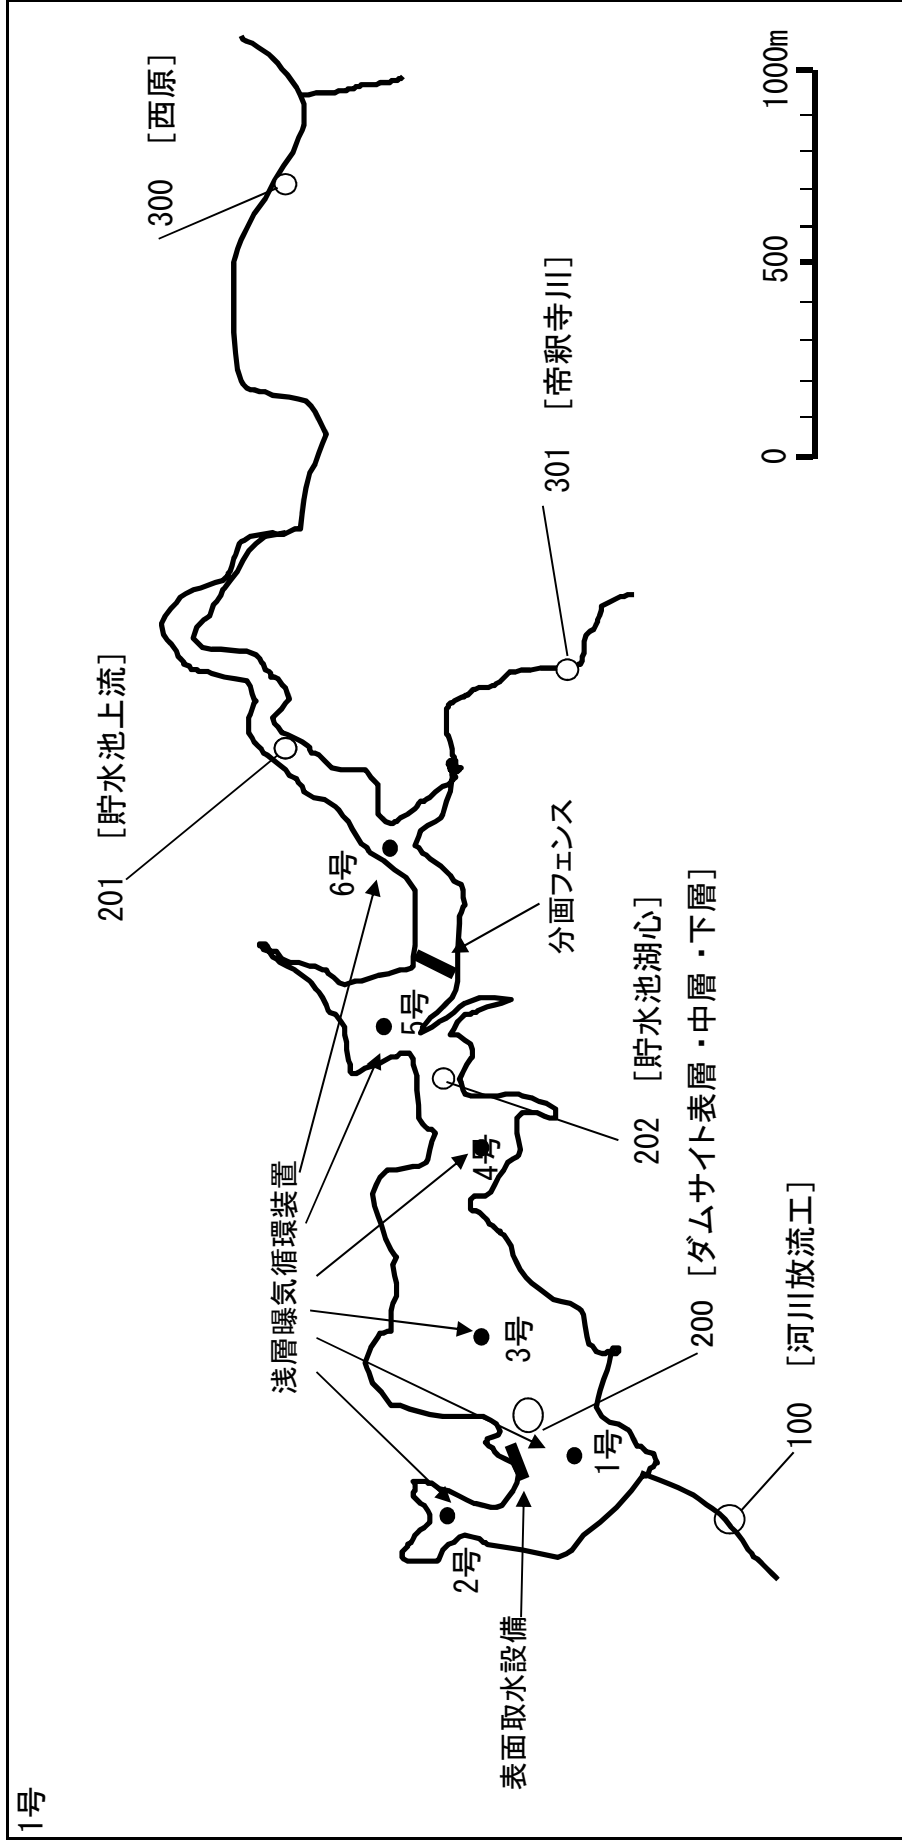 1号
300 [西原]
201 [貯水池上流]
301 [帝釈寺川]
0 500 1000m
6号
5号
分画フェンス
浅層曝気循環装置
4号
202 [貯水池湖心]
200 [ダムサイト表層・中層・下層]
3号
1号
2号
表面取水設備
100 [河川放流工]